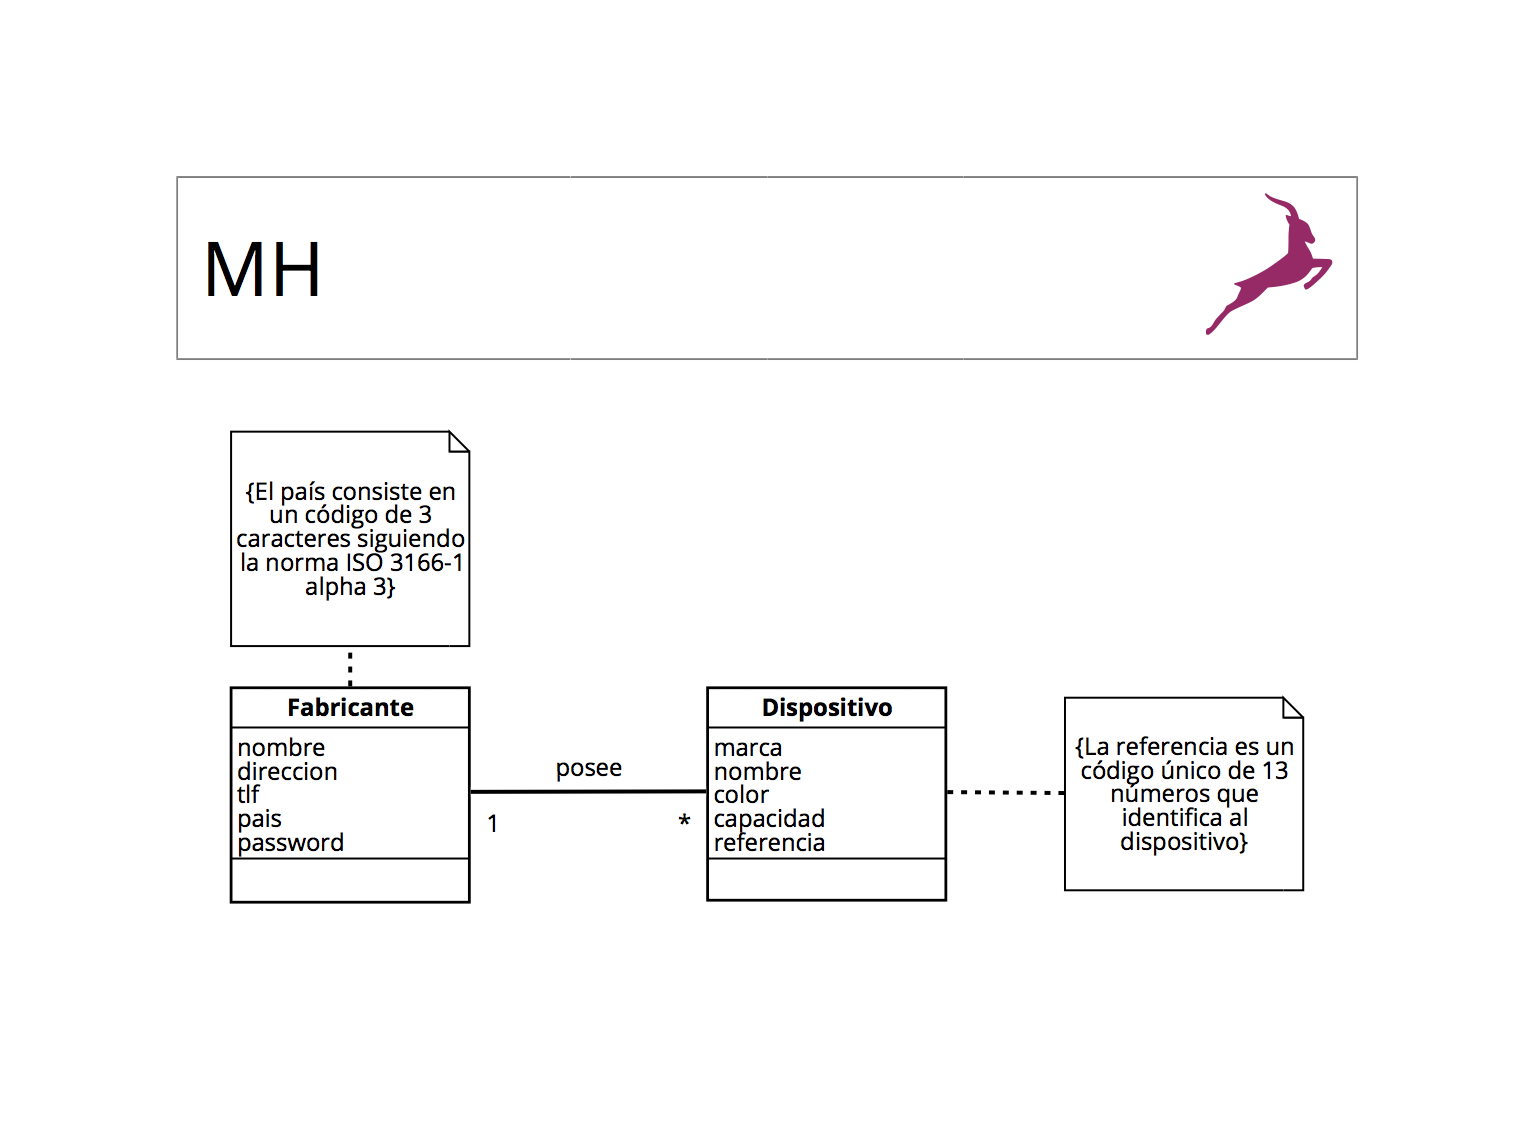 MH
{El país consiste en
un código de 3
caracteres siguiendo
la norma ISO 3166-1
alpha 3}
Fabricante
nombre
direccion
tlf
pais
password
posee
1
*
Dispositivo
marca
nombre
color
capacidad
referencia
{La referencia es un
código único de 13
números que
identifica al
dispositivo}